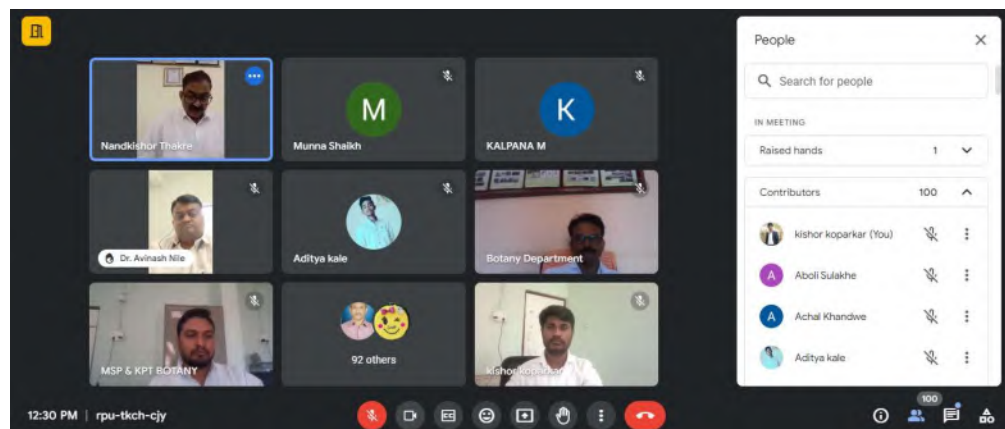 People
Search for people
IN MEETING
Raised hands 1
Contributors 100
kishor koparkar (You)
A Aboli Sulakhe
A Achal Khandwe
Aditya kale
Nandkishor Thakre
M
Munna Shaikh
K
KALPANA M
Dr. Avinash Nile
Aditya kale
Botany Department
MSP & KPT BOTANY
92 others
kishor koparkar
12:30 PM | rpu-tkch-cjy
CC
100